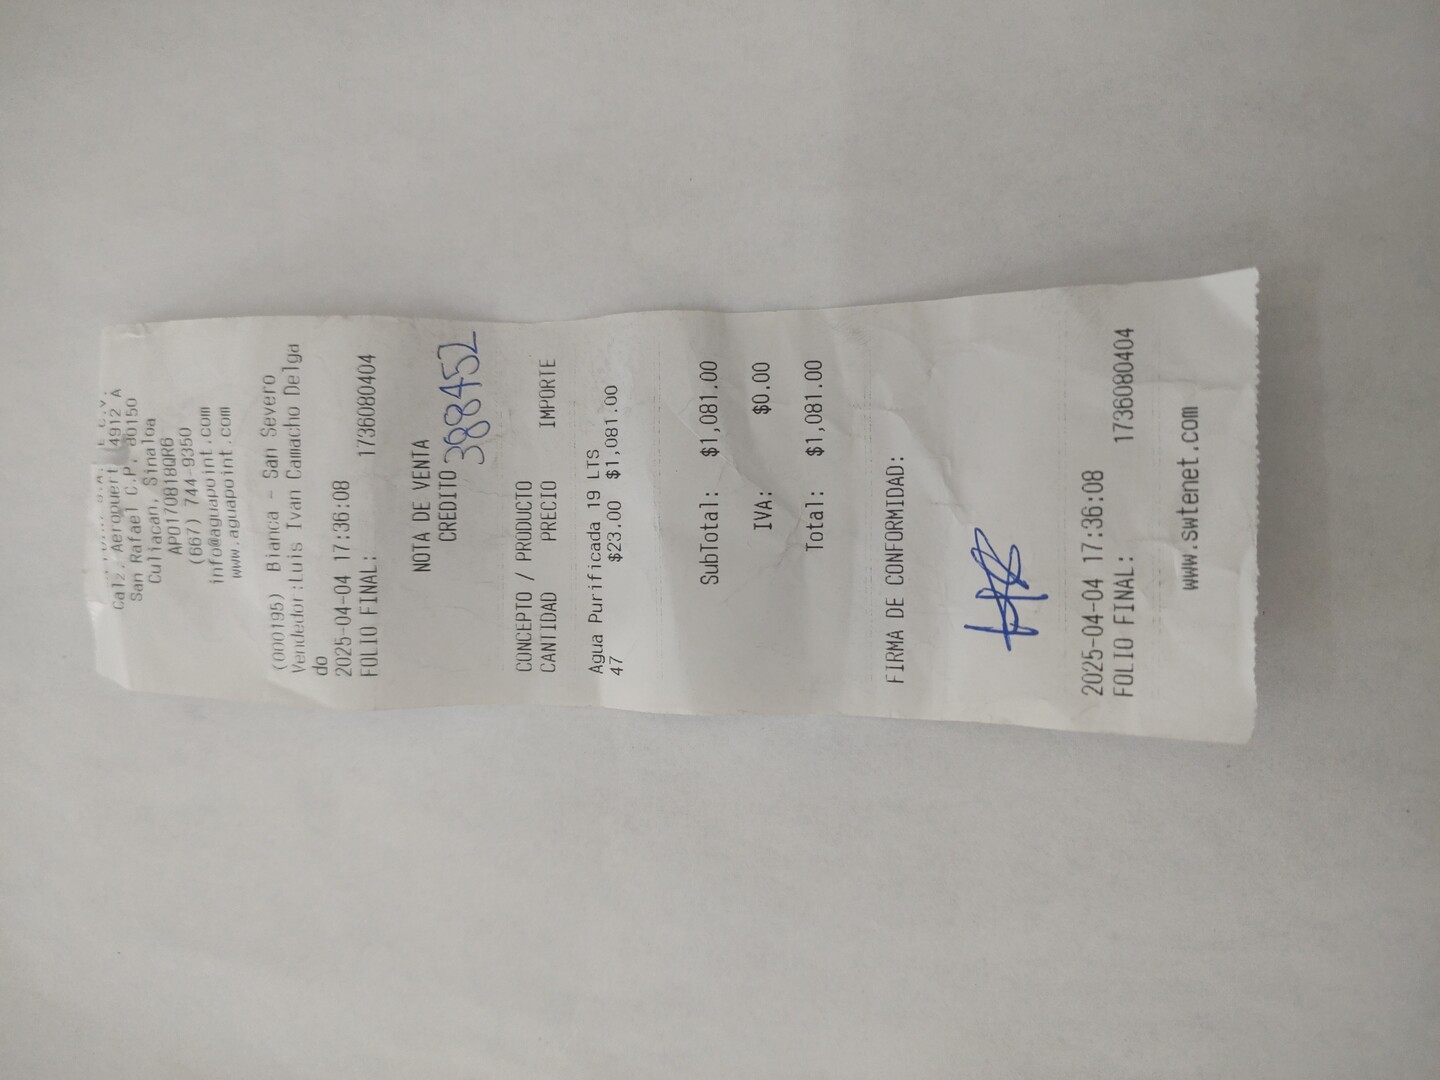 Calz. Aeropuert 4912 A
San Rafael C.P. 80150
Culiacan, Sinaloa
APO170818QR6
(667) 744-9350
info@aguapoint.com
www.aguapoint.com
(000195) Bianca - San Severo
Vendedor:Luis Ivan Camacho Delga
do
2025-04-04 17:36:08
FOLIO FINAL: 1736080404
NOTA DE VENTA
CREDITO 388452
CONCEPTO / PRODUCTO
CANTIDAD PRECIO IMPORTE
Agua Purificada 19 LTS
47 $23.00 $1,081.00
SubTotal: $1,081.00
IVA: $0.00
Total: $1,081.00
FIRMA DE CONFORMIDAD:
2025-04-04 17:36:08
FOLIO FINAL: 1736080404
www.swtenet.com